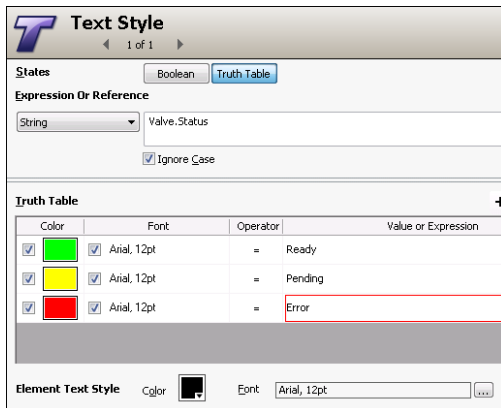 Text Style
1 of 1
States Boolean Truth Table
Expression Or Reference
String Valve.Status
Ignore Case
Truth Table +
Color Font Operator Value or Expression
Arial, 12pt = Ready
Arial, 12pt = Pending
Arial, 12pt = Error
Element Text Style Color Font Arial, 12pt ...